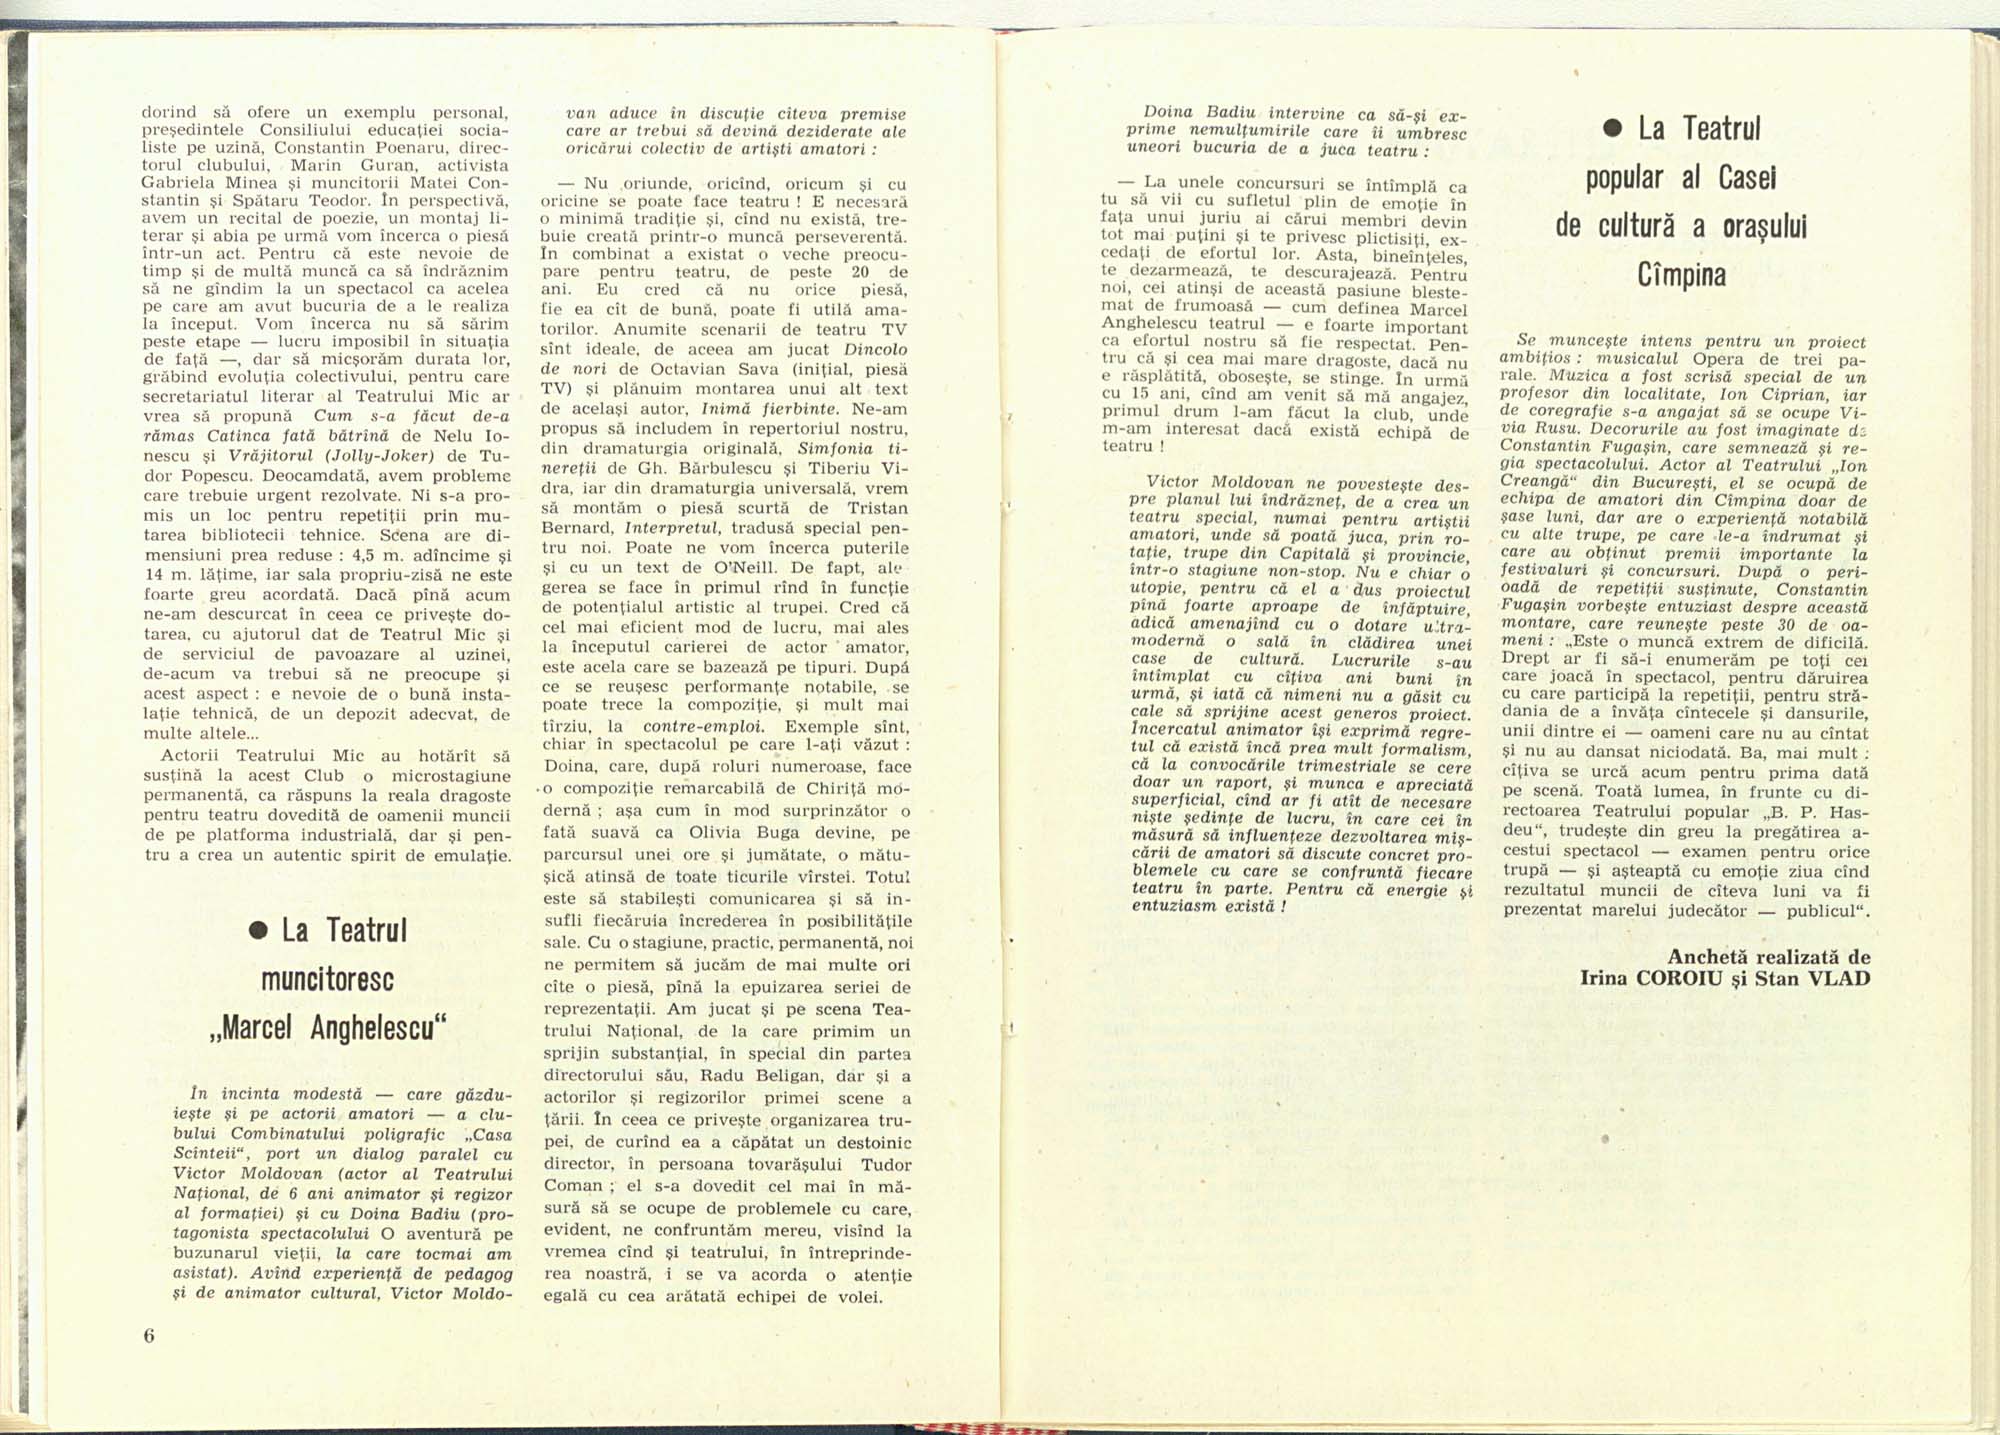 dorind să ofere un exemplu personal,
președintele Consiliului educației socia-
liste pe uzină, Constantin Poenaru, direc-
torul clubului, Marin Guran, activista
Gabriela Minea și muncitorii Matei Con-
stantin și Spătaru Teodor. În perspectivă,
avem un recital de poezie, un montaj li-
terar și abia pe urmă vom încerca o piesă
într-un act. Pentru că este nevoie de
timp și de multă muncă ca să îndrăznim
să ne gîndim la un spectacol ca acelea
pe care am avut bucuria de a le realiza
la început. Vom încerca nu să sărim
peste etape — lucru imposibil în situația
de față —, dar să micșorăm durata lor,
grăbind evoluția colectivului, pentru care
secretariatul literar al Teatrului Mic ar
vrea să propună Cum s-a făcut de-a
rămas Catinca fată bătrînă de Nelu Io-
nescu și Vrăjitorul (Jolly-Joker) de Tu-
dor Popescu. Deocamdată, avem probleme
care trebuie urgent rezolvate. Ni s-a pro-
mis un loc pentru repetiții prin mu-
tarea bibliotecii tehnice. Scena are di-
mensiuni prea reduse : 4,5 m. adîncime și
14 m. lățime, iar sala propriu-zisă ne este
foarte greu acordată. Dacă pînă acum
ne-am descurcat în ceea ce privește do-
tarea, cu ajutorul dat de Teatrul Mic și
de serviciul de pavoazare al uzinei,
de-acum va trebui să ne preocupe și
acest aspect : e nevoie de o bună insta-
lație tehnică, de un depozit adecvat, de
multe altele...
Actorii Teatrului Mic au hotărît să
susțină la acest Club o microstagiune
permanentă, ca răspuns la reala dragoste
pentru teatru dovedită de oamenii muncii
de pe platforma industrială, dar și pen-
tru a crea un autentic spirit de emulație.
● La Teatrul
muncitoresc
„Marcel Anghelescu“
În incinta modestă — care găzdu-
iește și pe actorii amatori — a clu-
bului Combinatului poligrafic „Casa
Scînteii“, port un dialog paralel cu
Victor Moldovan (actor al Teatrului
Național, de 6 ani animator și regizor
al formației) și cu Doina Badiu (pro-
tagonista spectacolului O aventură pe
buzunarul vieții, la care tocmai am
asistat). Avînd experiență de pedagog
și de animator cultural, Victor Moldo-
6
van aduce în discuție cîteva premise
care ar trebui să devină deziderate ale
oricărui colectiv de artiști amatori :
— Nu oriunde, oricînd, oricum și cu
oricine se poate face teatru ! E necesară
o minimă tradiție și, cînd nu există, tre-
buie creată printr-o muncă perseverentă.
În combinat a existat o veche preocu-
pare pentru teatru, de peste 20 de
ani. Eu cred că nu orice piesă,
fie ea cît de bună, poate fi utilă ama-
torilor. Anumite scenarii de teatru TV
sînt ideale, de aceea am jucat Dincolo
de nori de Octavian Sava (inițial, piesă
TV) și plănuim montarea unui alt text
de același autor, Inimă fierbinte. Ne-am
propus să includem în repertoriul nostru,
din dramaturgia originală, Simfonia ti-
nereții de Gh. Bărbulescu și Tiberiu Vi-
dra, iar din dramaturgia universală, vrem
să montăm o piesă scurtă de Tristan
Bernard, Interpretul, tradusă special pen-
tru noi. Poate ne vom încerca puterile
și cu un text de O'Neill. De fapt, ale-
gerea se face în primul rînd în funcție
de potențialul artistic al trupei. Cred că
cel mai eficient mod de lucru, mai ales
la începutul carierei de actor amator,
este acela care se bazează pe tipuri. După
ce se reușesc performanțe notabile, se
poate trece la compoziție, și mult mai
tîrziu, la contre-emploi. Exemple sînt,
chiar în spectacolul pe care l-ați văzut :
Doina, care, după roluri numeroase, face
o compoziție remarcabilă de Chiriță mo-
dernă ; așa cum în mod surprinzător o
fată suavă ca Olivia Buga devine, pe
parcursul unei ore și jumătate, o mătu-
șică atinsă de toate ticurile vîrstei. Totul
este să stabilești comunicarea și să in-
sufli fiecăruia încrederea în posibilitățile
sale. Cu o stagiune, practic, permanentă, noi
ne permitem să jucăm de mai multe ori
cîte o piesă, pînă la epuizarea seriei de
reprezentații. Am jucat și pe scena Tea-
trului Național, de la care primim un
sprijin substanțial, în special din partea
directorului său, Radu Beligan, dar și a
actorilor și regizorilor primei scene a
țării. În ceea ce privește organizarea tru-
pei, de curînd ea a căpătat un destoinic
director, în persoana tovarășului Tudor
Coman ; el s-a dovedit cel mai în mă-
sură să se ocupe de problemele cu care,
evident, ne confruntăm mereu, visînd la
vremea cînd și teatrului, în întreprinde-
rea noastră, i se va acorda o atenție
egală cu cea arătată echipei de volei.
Doina Badiu intervine ca să-și ex-
prime nemulțumirile care îi umbresc
uneori bucuria de a juca teatru :
— La unele concursuri se întîmplă ca
tu să vii cu sufletul plin de emoție în
fața unui juriu ai cărui membri devin
tot mai puțini și te privesc plictisiți, ex-
cedați de efortul lor. Asta, bineînțeles,
te dezarmează, te descurajează. Pentru
noi, cei atinși de această pasiune bleste-
mat de frumoasă — cum definea Marcel
Anghelescu teatrul — e foarte important
ca efortul nostru să fie respectat. Pen-
tru că și cea mai mare dragoste, dacă nu
e răsplătită, obosește, se stinge. În urmă
cu 15 ani, cînd am venit să mă angajez,
primul drum l-am făcut la club, unde
m-am interesat dacă există echipă de
teatru !
Victor Moldovan ne povestește des-
pre planul lui îndrăzneț, de a crea un
teatru special, numai pentru artiștii
amatori, unde să poată juca, prin ro-
tație, trupe din Capitală și provincie,
într-o stagiune non-stop. Nu e chiar o
utopie, pentru că el a dus proiectul
pînă foarte aproape de înfăptuire,
adică amenajînd cu o dotare ultra-
modernă o sală în clădirea unei
case de cultură. Lucrurile s-au
întîmplat cu cîțiva ani buni în
urmă, și iată că nimeni nu a găsit cu
cale să sprijine acest generos proiect.
Încercatul animator își exprimă regre-
tul că există încă prea mult formalism,
că la convocările trimestriale se cere
doar un raport, și munca e apreciată
superficial, cînd ar fi atît de necesare
niște ședințe de lucru, în care cei în
măsură să influențeze dezvoltarea miș-
cării de amatori să discute concret pro-
blemele cu care se confruntă fiecare
teatru în parte. Pentru că energie și
entuziasm există !
● La Teatrul
popular al Casei
de cultură a orașului
Cîmpina
Se muncește intens pentru un proiect
ambițios : musicalul Opera de trei pa-
rale. Muzica a fost scrisă special de un
profesor din localitate, Ion Ciprian, iar
de coregrafie s-a angajat să se ocupe Vi-
via Rusu. Decorurile au fost imaginate de
Constantin Fugașin, care semnează și re-
gia spectacolului. Actor al Teatrului „Ion
Creangă“ din București, el se ocupă de
echipa de amatori din Cîmpina doar de
șase luni, dar are o experiență notabilă
cu alte trupe, pe care le-a îndrumat și
care au obținut premii importante la
festivaluri și concursuri. După o peri-
oadă de repetiții susținute, Constantin
Fugașin vorbește entuziast despre această
montare, care reunește peste 30 de oa-
meni : „Este o muncă extrem de dificilă.
Drept ar fi să-i enumerăm pe toți cei
care joacă în spectacol, pentru dăruirea
cu care participă la repetiții, pentru stră-
dania de a învăța cîntecele și dansurile,
unii dintre ei — oameni care nu au cîntat
și nu au dansat niciodată. Ba, mai mult :
cîțiva se urcă acum pentru prima dată
pe scenă. Toată lumea, în frunte cu di-
rectoarea Teatrului popular „B. P. Has-
deu“, trudește din greu la pregătirea a-
cestui spectacol — examen pentru orice
trupă — și așteaptă cu emoție ziua cînd
rezultatul muncii de cîteva luni va fi
prezentat marelui judecător — publicul“.
Anchetă realizată de
Irina COROIU și Stan VLAD